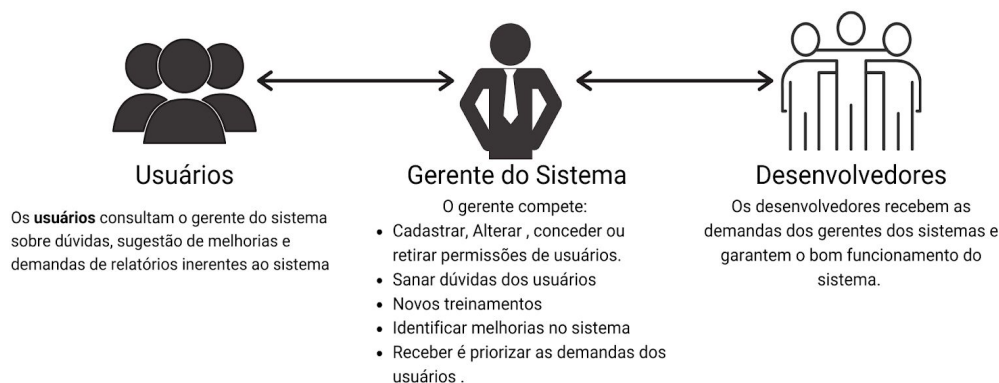 Usuários
Os usuários consultam o gerente do sistema
sobre dúvidas, sugestão de melhorias e
demandas de relatórios inerentes ao sistema
Gerente do Sistema
O gerente compete:
• Cadastrar, Alterar , conceder ou
retirar permissões de usuários.
• Sanar dúvidas dos usuários
• Novos treinamentos
• Identificar melhorias no sistema
• Receber é priorizar as demandas dos
usuários .
Desenvolvedores
Os desenvolvedores recebem as
demandas dos gerentes dos sistemas e
garantem o bom funcionamento do
sistema.